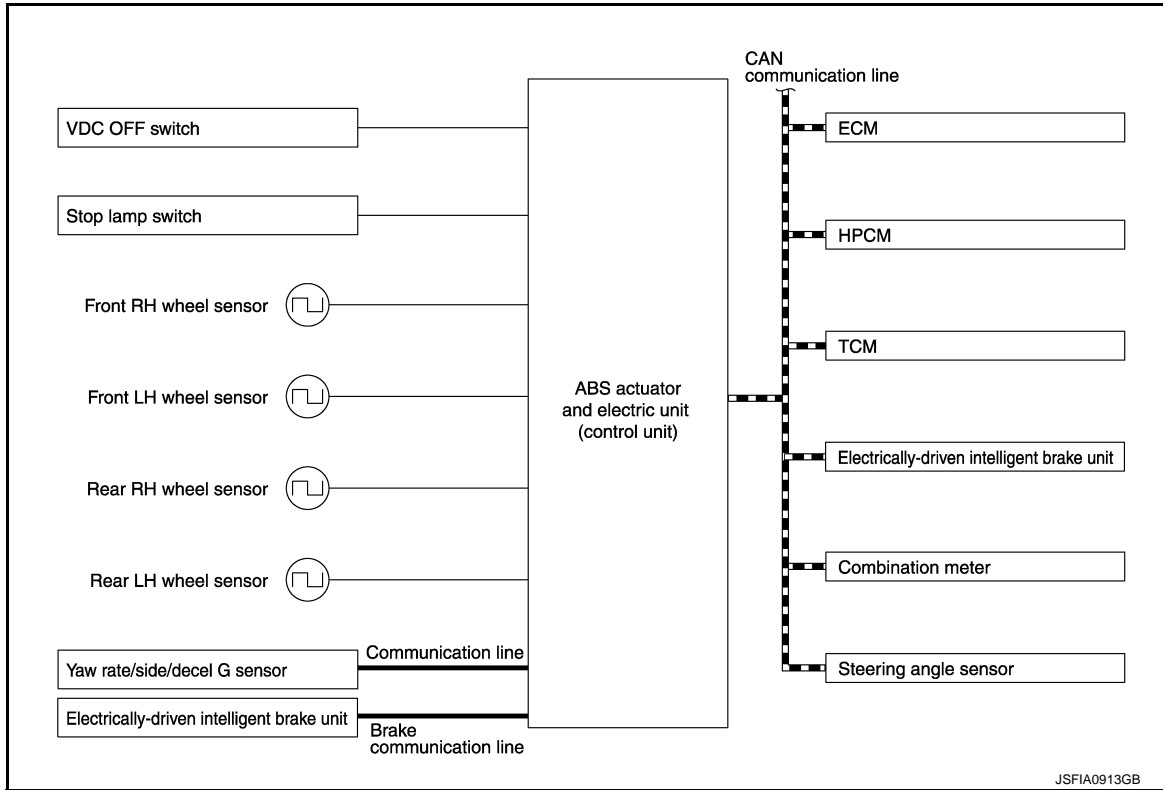 CAN
communication line
VDC OFF switch
Stop lamp switch
Front RH wheel sensor
Front LH wheel sensor
Rear RH wheel sensor
Rear LH wheel sensor
Yaw rate/side/decel G sensor
Communication line
Electrically-driven intelligent brake unit
Brake
communication line
ABS actuator
and electric unit
(control unit)
ECM
HPCM
TCM
Electrically-driven intelligent brake unit
Combination meter
Steering angle sensor
JSFIA0913GB